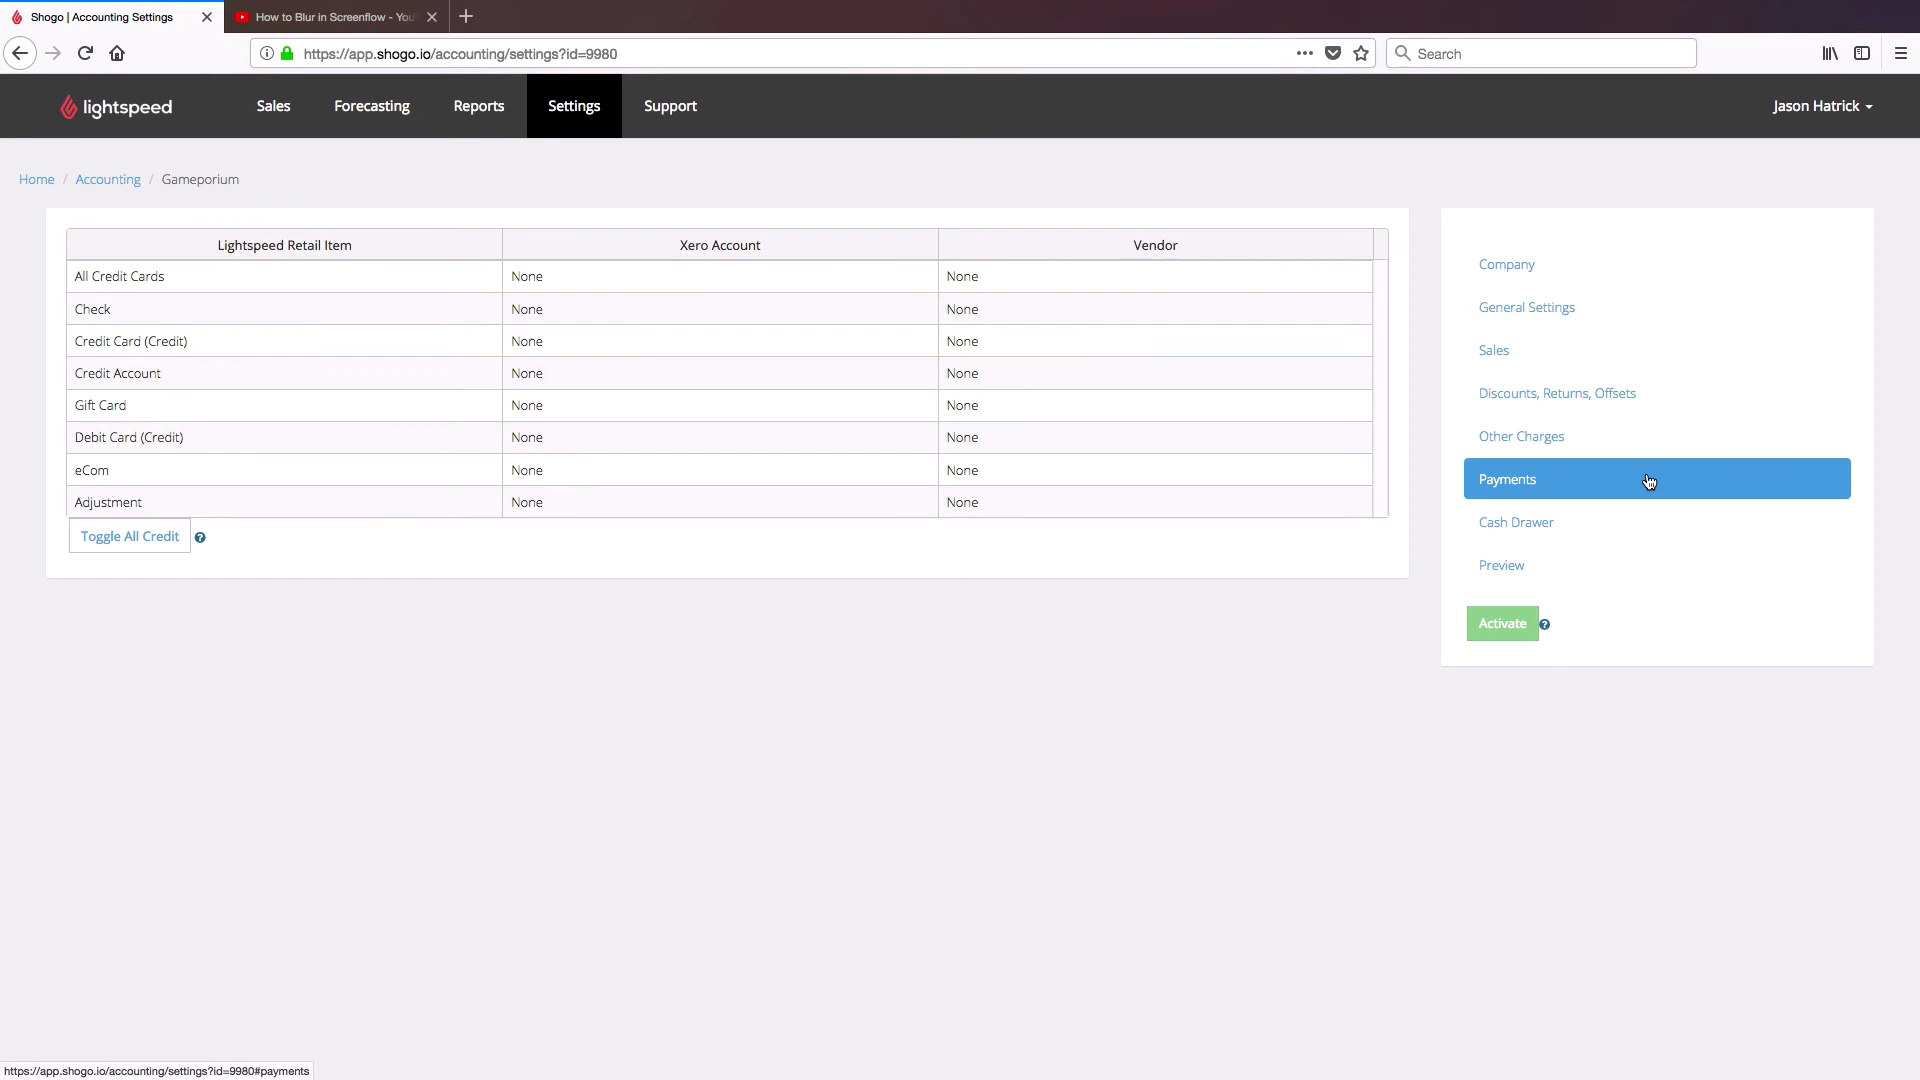 Shogo | Accounting Settings
How to Blur in Screenflow - You
https://app.shogo.io/accounting/settings?id=9980
Search
lightspeed
Sales
Forecasting
Reports
Settings
Support
Jason Hatrick
Home / Accounting / Gameporium
Lightspeed Retail Item
Xero Account
Vendor
All Credit Cards
None
None
Check
None
None
Credit Card (Credit)
None
None
Credit Account
None
None
Gift Card
None
None
Debit Card (Credit)
None
None
eCom
None
None
Adjustment
None
None
Toggle All Credit
?
Company
General Settings
Sales
Discounts, Returns, Offsets
Other Charges
Payments
Cash Drawer
Preview
Activate
?
https://app.shogo.io/accounting/settings?id=9980#payments